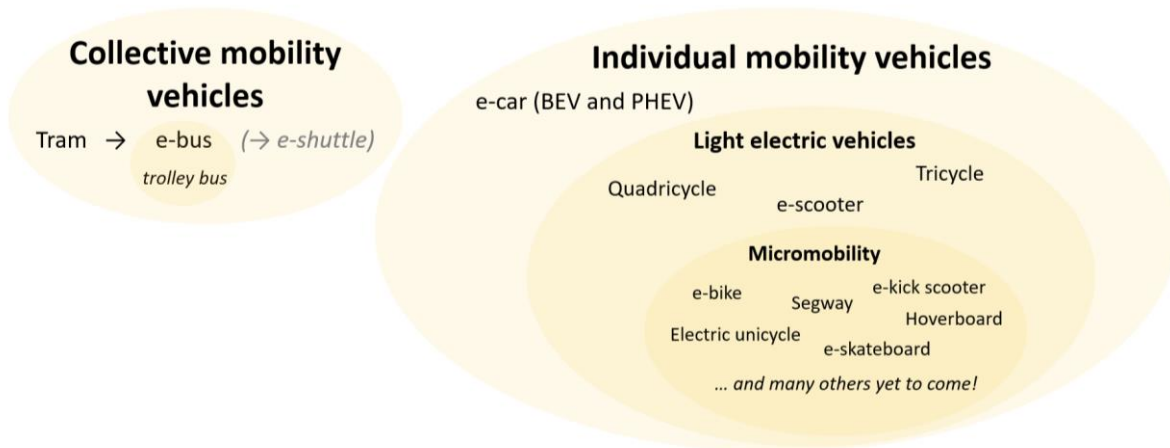 Collective mobility
vehicles
Tram → e-bus (→ e-shuttle)
trolley bus
Individual mobility vehicles
e-car (BEV and PHEV)
Light electric vehicles
Tricycle
Quadricycle
e-scooter
Micromobility
e-kick scooter
e-bike
Segway
Hoverboard
Electric unicycle
e-skateboard
... and many others yet to come!